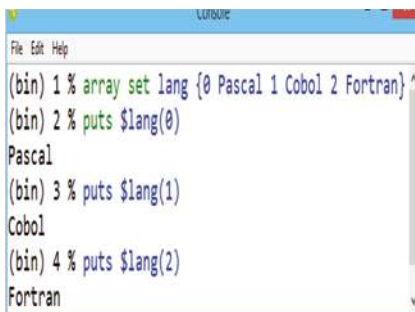 Console
File Edit Help
(bin) 1 % array set lang {0 Pascal 1 Cobol 2 Fortran}
(bin) 2 % puts $lang(0)
Pascal
(bin) 3 % puts $lang(1)
Cobol
(bin) 4 % puts $lang(2)
Fortran